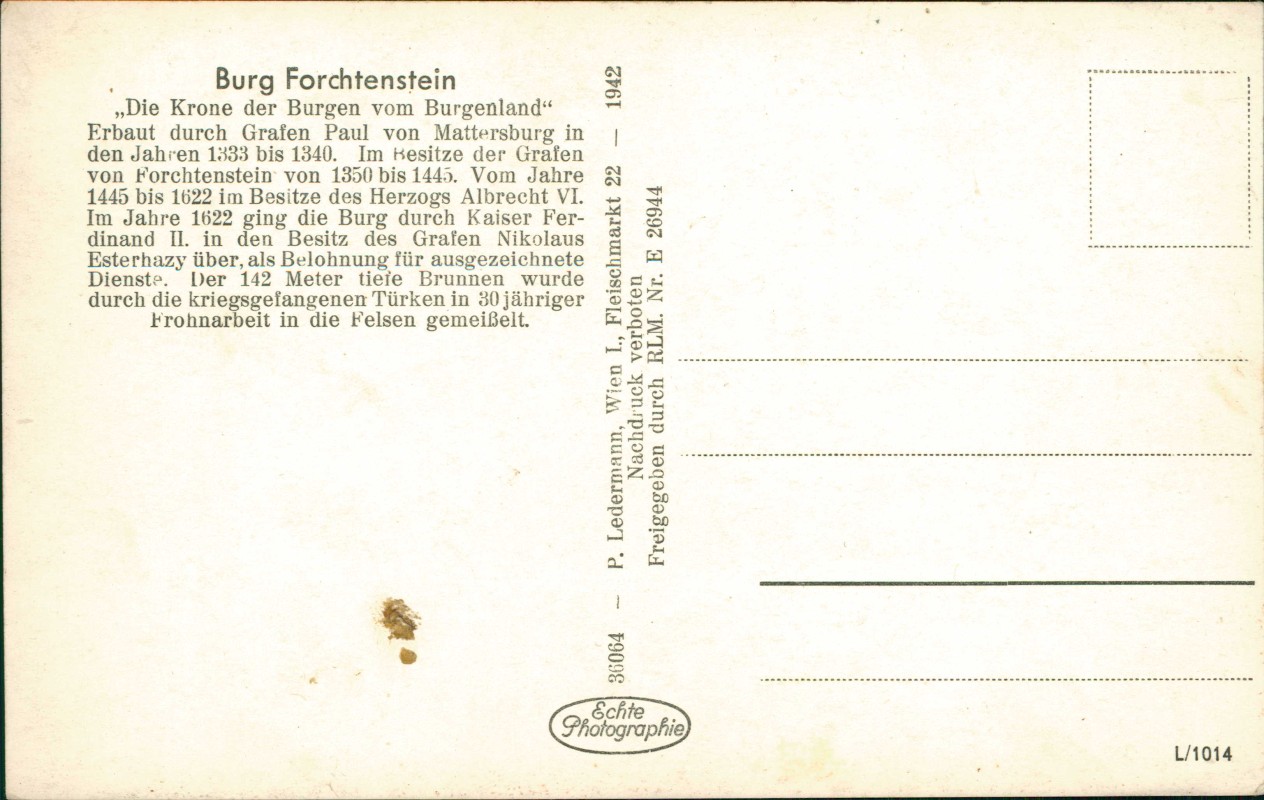 Burg Forchtenstein
„Die Krone der Burgen vom Burgenland“
Erbaut durch Grafen Paul von Mattersburg in
den Jahren 1333 bis 1340. Im Besitze der Grafen
von Forchtenstein von 1350 bis 1445. Vom Jahre
1445 bis 1622 im Besitze des Herzogs Albrecht VI.
Im Jahre 1622 ging die Burg durch Kaiser Fer-
dinand II. in den Besitz des Grafen Nikolaus
Esterhazy über, als Belohnung für ausgezeichnete
Dienste. Der 142 Meter tiefe Brunnen wurde
durch die kriegsgefangenen Türken in 30 jähriger
Frohnarbeit in die Felsen gemeißelt.
36064 — P. Ledermann, Wien I., Fleischmarkt 22 — 1942
Nachdruck verboten
Freigegeben durch RLM. Nr. E 26944
Echte
Photographie
L/1014